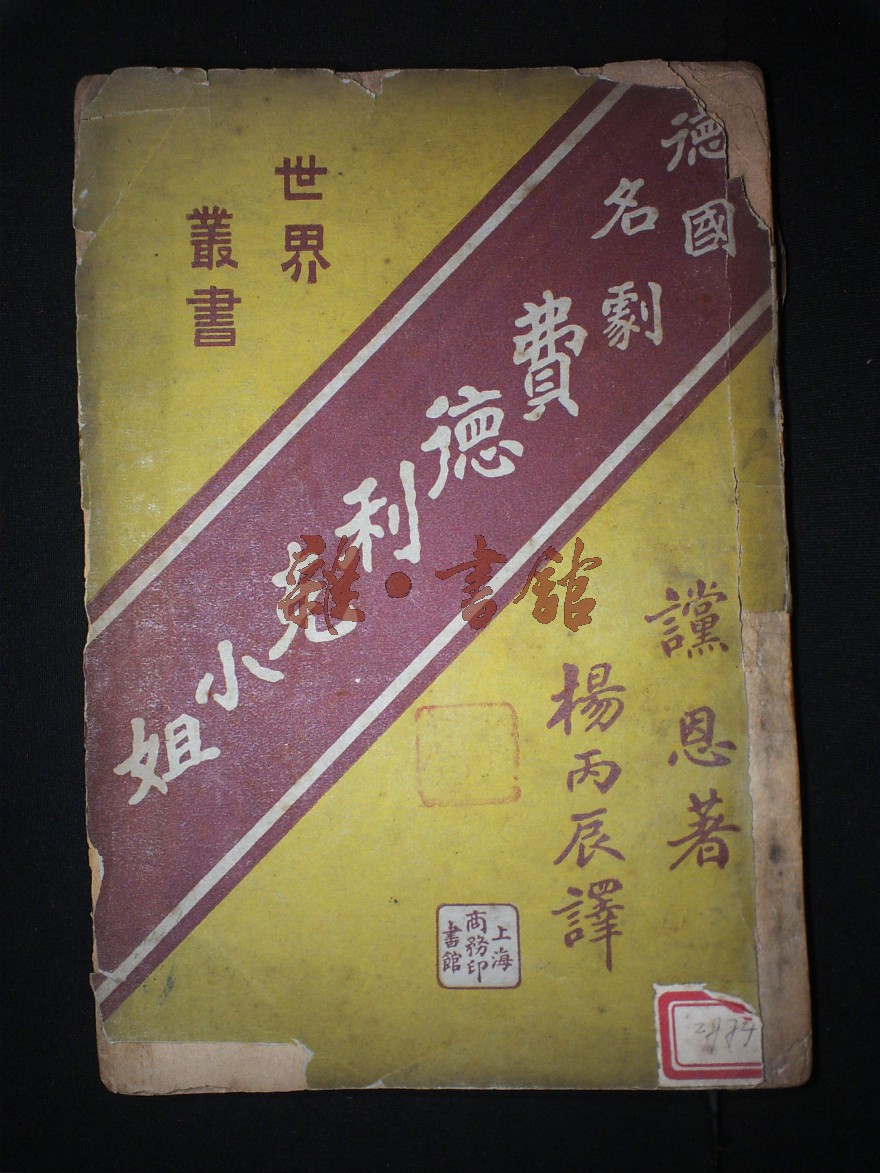 德國
名劇
費德利克小姐
世界
叢書
讜恩著
楊丙辰譯
上海
商務印
書館
雜·書館